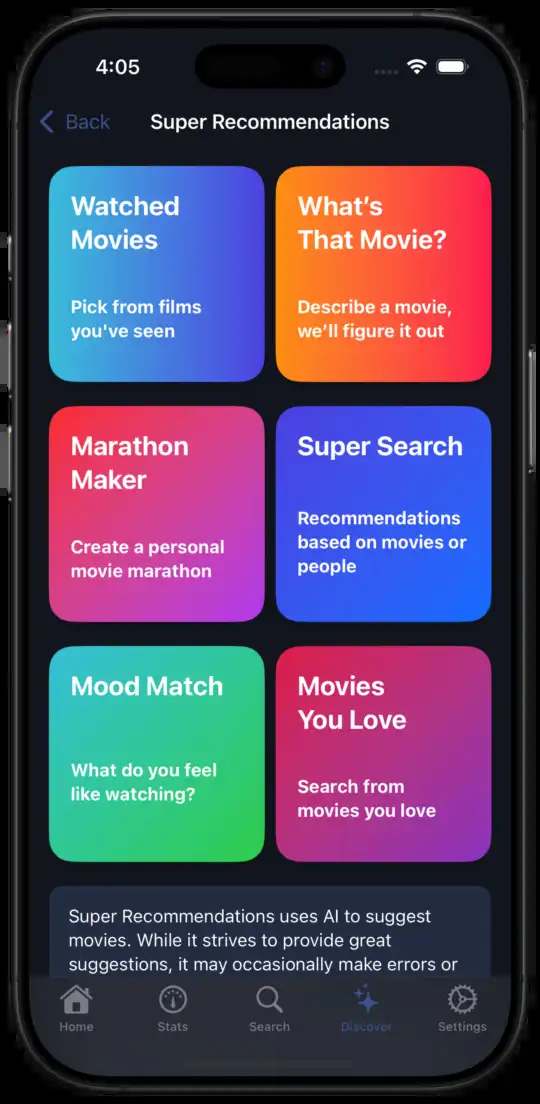 4:05
Back
Super Recommendations
Watched
Movies
Pick from films
you've seen
What’s
That Movie?
Describe a movie,
we’ll figure it out
Marathon
Maker
Create a personal
movie marathon
Super Search
Recommendations
based on movies or
people
Mood Match
What do you feel
like watching?
Movies
You Love
Search from
movies you love
Super Recommendations uses AI to suggest
movies. While it strives to provide great
suggestions, it may occasionally make errors or
Home
Stats
Search
Discover
Settings